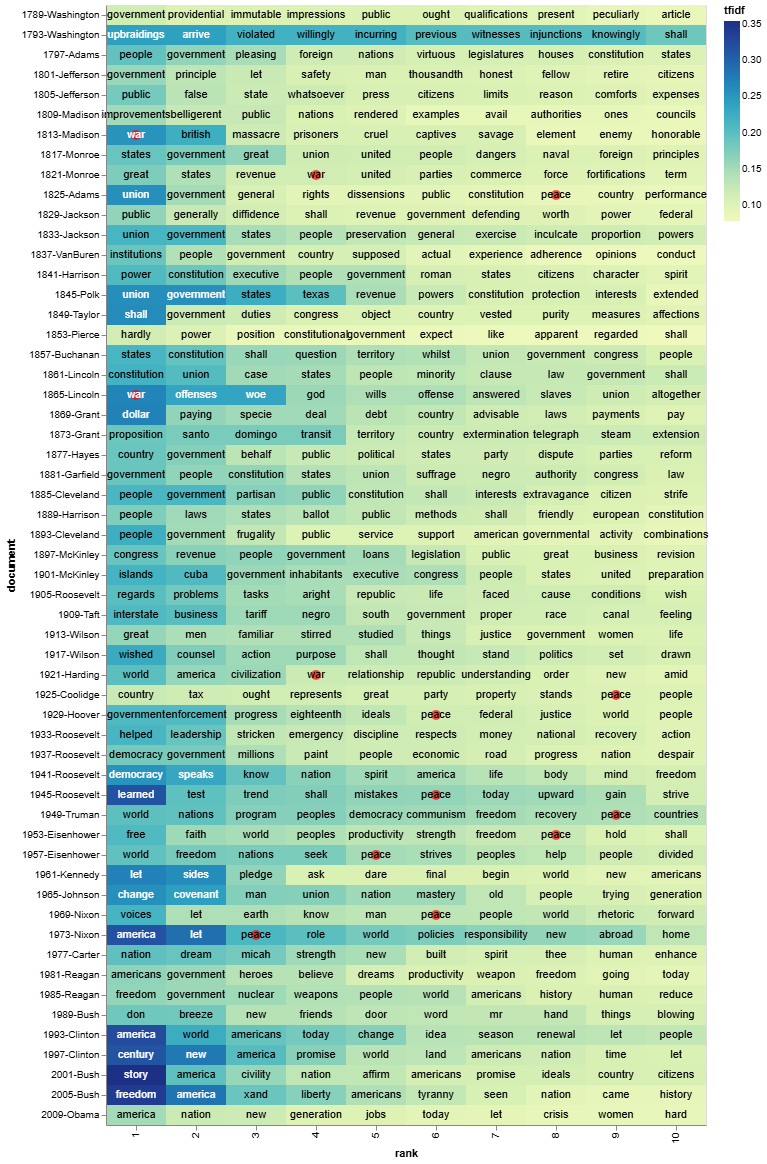 tfidf
0.35
0.30
0.25
0.20
0.15
0.10
document
1789-Washington government providential immutable impressions public ought qualifications present peculiarly article
1793-Washington upbraidings arrive violated willingly incurring previous witnesses injunctions knowingly shall
1797-Adams people government pleasing foreign nations virtuous legislatures houses constitution states
1801-Jefferson government principle let safety man thousandth honest fellow retire citizens
1805-Jefferson public false state whatsoever press citizens limits reason comforts expenses
1809-Madison improvements belligerent public nations rendered examples avail authorities ones councils
1813-Madison war british massacre prisoners cruel captives savage element enemy honorable
1817-Monroe states government great union united people dangers naval foreign principles
1821-Monroe great states revenue war united parties commerce force fortifications term
1825-Adams union government general rights dissensions public constitution peace country performance
1829-Jackson public generally diffidence shall revenue government defending worth power federal
1833-Jackson union government states people preservation general exercise inculcate proportion powers
1837-VanBuren institutions people government country supposed actual experience adherence opinions conduct
1841-Harrison power constitution executive people government roman states citizens character spirit
1845-Polk union government states texas revenue powers constitution protection interests extended
1849-Taylor shall government duties congress object country vested purity measures affections
1853-Pierce hardly power position constitutional government expect like apparent regarded shall
1857-Buchanan states constitution shall question territory whilst union government congress people
1861-Lincoln constitution union case states people minority clause law government shall
1865-Lincoln war offenses woe god wills offense answered slaves union altogether
1869-Grant dollar paying specie deal debt country advisable laws payments pay
1873-Grant proposition santo domingo transit territory country extermination telegraph steam extension
1877-Hayes country government behalf public political states party dispute parties reform
1881-Garfield government people constitution states union suffrage negro authority congress law
1885-Cleveland people government partisan public constitution shall interests extravagance citizen strife
1889-Harrison people laws states ballot public methods shall friendly european constitution
1893-Cleveland people government frugality public service support american governmental activity combinations
1897-McKinley congress revenue people government loans legislation public great business revision
1901-McKinley islands cuba government inhabitants executive congress people states united preparation
1905-Roosevelt regards problems tasks aright republic life faced cause conditions wish
1909-Taft interstate business tariff negro south government proper race canal feeling
1913-Wilson great men familiar stirred studied things justice government women life
1917-Wilson wished counsel action purpose shall thought stand politics set drawn
1921-Harding world america civilization war relationship republic understanding order new amid
1925-Coolidge country tax ought represents great party property stands peace people
1929-Hoover government enforcement progress eighteenth ideals peace federal justice world people
1933-Roosevelt helped leadership stricken emergency discipline respects money national recovery action
1937-Roosevelt democracy government millions paint people economic road progress nation despair
1941-Roosevelt democracy speaks know nation spirit america life body mind freedom
1945-Roosevelt learned test trend shall mistakes peace today upward gain strive
1949-Truman world nations program peoples democracy communism freedom recovery peace countries
1953-Eisenhower free faith world peoples productivity strength freedom peace hold shall
1957-Eisenhower world freedom nations seek peace strives peoples help people divided
1961-Kennedy let sides pledge ask dare final begin world new americans
1965-Johnson change covenant man union nation mastery old people trying generation
1969-Nixon voices let earth know man peace people world rhetoric forward
1973-Nixon america let peace role world policies responsibility new abroad home
1977-Carter nation dream micah strength new built spirit thee human enhance
1981-Reagan americans government heroes believe dreams productivity weapon freedom going today
1985-Reagan freedom government nuclear weapons people world americans history human reduce
1989-Bush don breeze new friends door word mr hand things blowing
1993-Clinton america world americans today change idea season renewal let people
1997-Clinton century new america promise world land americans nation time let
2001-Bush story america civility nation affirm americans promise ideals country citizens
2005-Bush freedom america xand liberty americans tyranny seen nation came history
2009-Obama america nation new generation jobs today let crisis women hard
1 2 3 4 5 6 7 8 9 10
rank